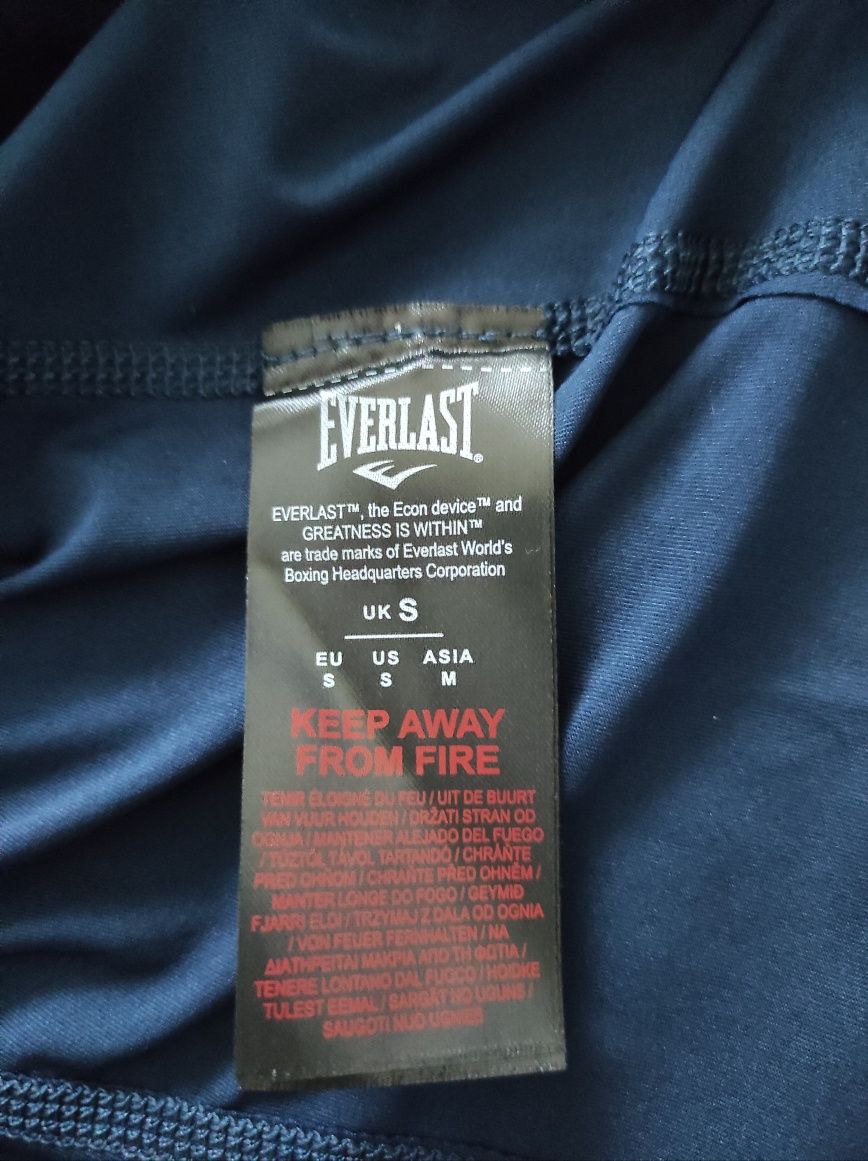 EVERLAST®
EVERLAST™, the Econ device™ and
GREATNESS IS WITHIN™
are trade marks of Everlast World's
Boxing Headquarters Corporation
UK S
EU US ASIA
S S M
KEEP AWAY
FROM FIRE
TENIR ÉLOIGNÉ DU FEU / UIT DE BUURT
VAN VUUR HOUDEN / DRŽATI STRAN OD
OGNJA / MANTENER ALEJADO DEL FUEGO
/ TŰZTŐL TÁVOL TARTANDÓ / CHRÁŇTE
PRED OHŇOM / CHRAŇTE PŘED OHNĚM /
MANTER LONGE DO FOGO / GEYMIÐ
FJARRI ELDI / TRZYMAJ Z DALA OD OGNIA
/ VON FEUER FERNHALTEN / ΝΑ
ΔΙΑΤΗΡΕΙΤΑΙ ΜΑΚΡΙΑ ΑΠΟ ΤΗ ΦΩΤΙΑ /
TENERE LONTANO DAL FUOCO / HOIDKE
TULEST EEMAL / SARGĀT NO UGUNS /
SAUGOTI NUO UGNIES